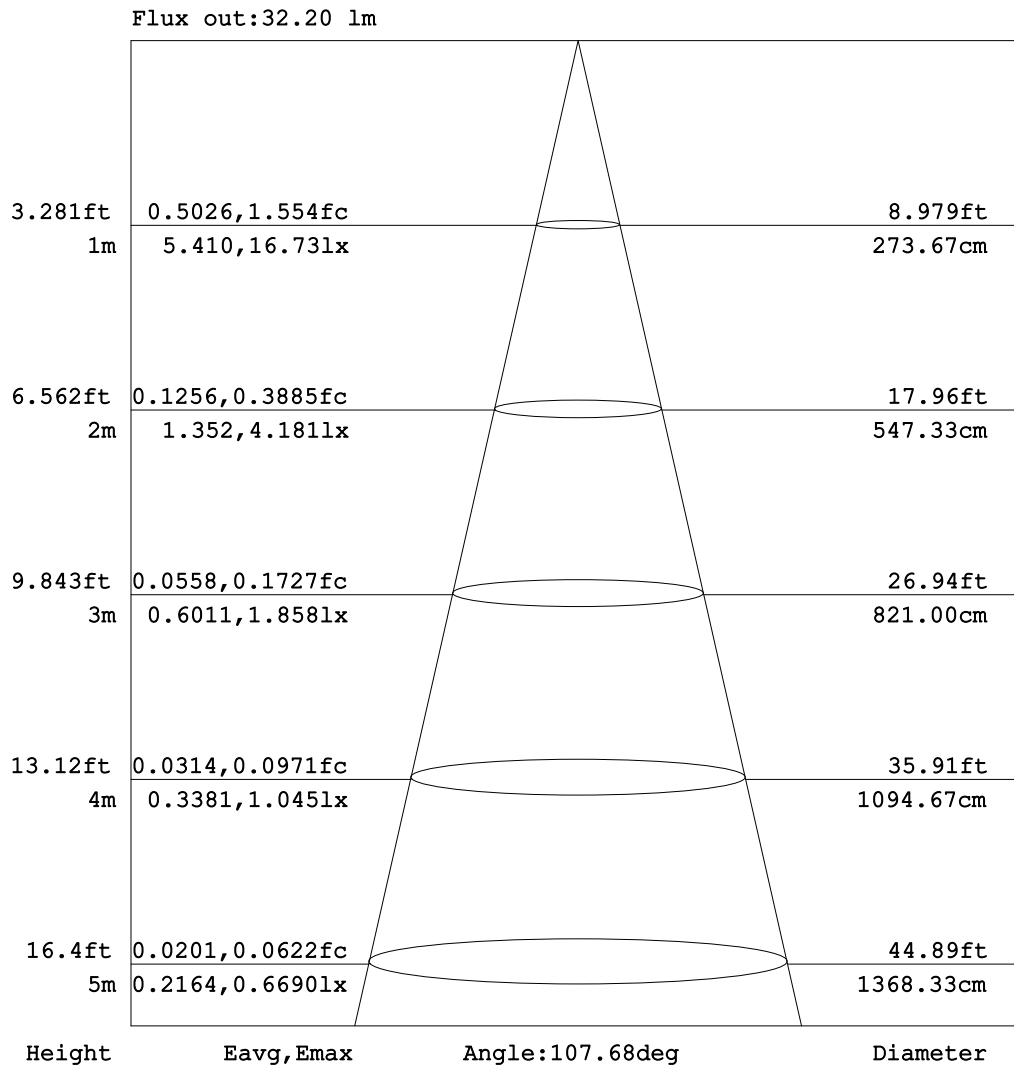 Flux out:32.20 lm
3.281ft 0.5026,1.554fc 8.979ft
1m 5.410,16.73lx 273.67cm
6.562ft 0.1256,0.3885fc 17.96ft
2m 1.352,4.181lx 547.33cm
9.843ft 0.0558,0.1727fc 26.94ft
3m 0.6011,1.858lx 821.00cm
13.12ft 0.0314,0.0971fc 35.91ft
4m 0.3381,1.045lx 1094.67cm
16.4ft 0.0201,0.0622fc 44.89ft
5m 0.2164,0.6690lx 1368.33cm
Height Eavg,Emax Angle:107.68deg Diameter